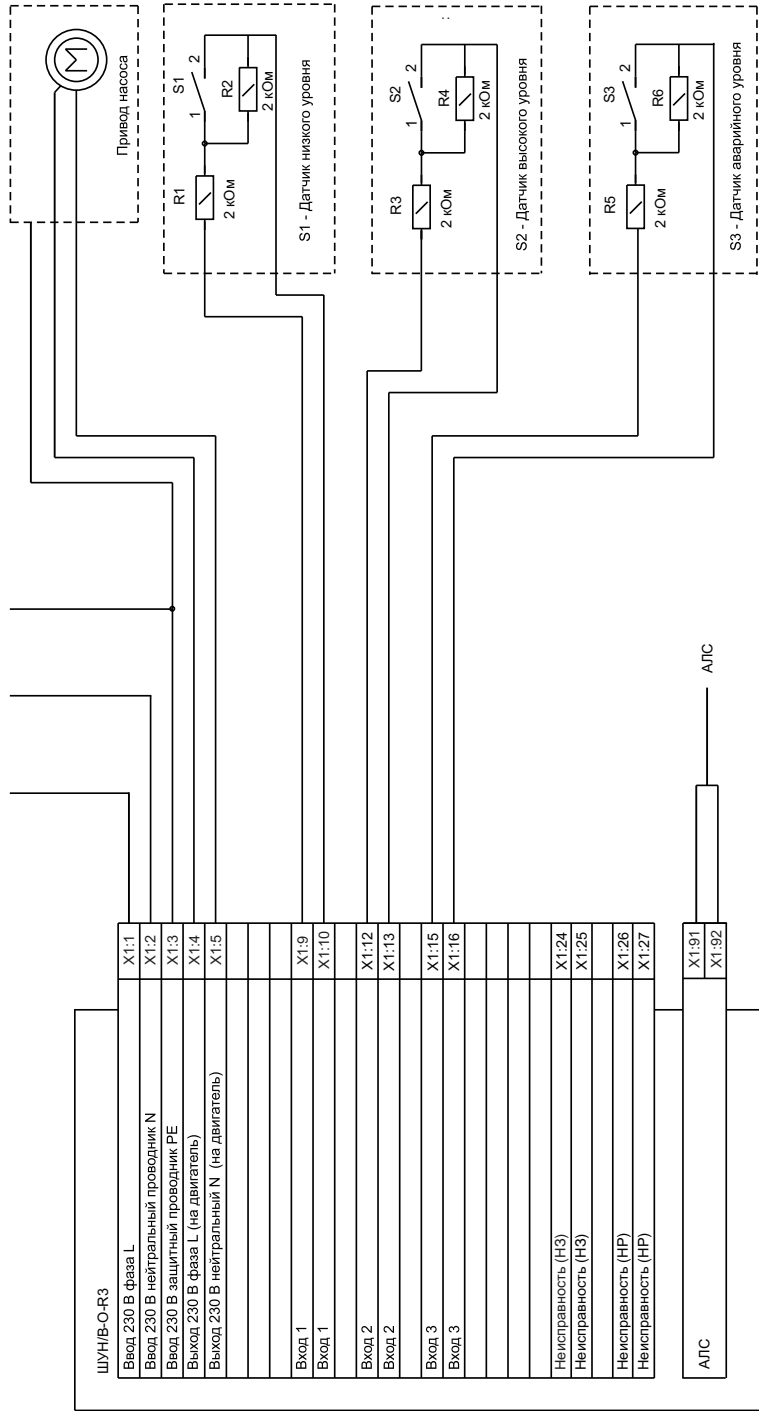 ШУН/В-О-R3
Ввод 230 В фаза L X1:1
Ввод 230 В нейтральный проводник N X1:2
Ввод 230 В защитный проводник PE X1:3
Выход 230 В фаза L (на двигатель) X1:4
Выход 230 В нейтральный N (на двигатель) X1:5
Вход 1 X1:9
Вход 1 X1:10
Вход 2 X1:12
Вход 2 X1:13
Вход 3 X1:15
Вход 3 X1:16
Неисправность (НЗ) X1:24
Неисправность (НЗ) X1:25
Неисправность (НР) X1:26
Неисправность (НР) X1:27
АЛС X1:91
X1:92
АЛС
M
Привод насоса
S1
1 2
R1
2 кОм
R2
2 кОм
S1 - Датчик низкого уровня
S2
1 2
R3
2 кОм
R4
2 кОм
S2 - Датчик высокого уровня
S3
1 2
R5
2 кОм
R6
2 кОм
S3 - Датчик аварийного уровня